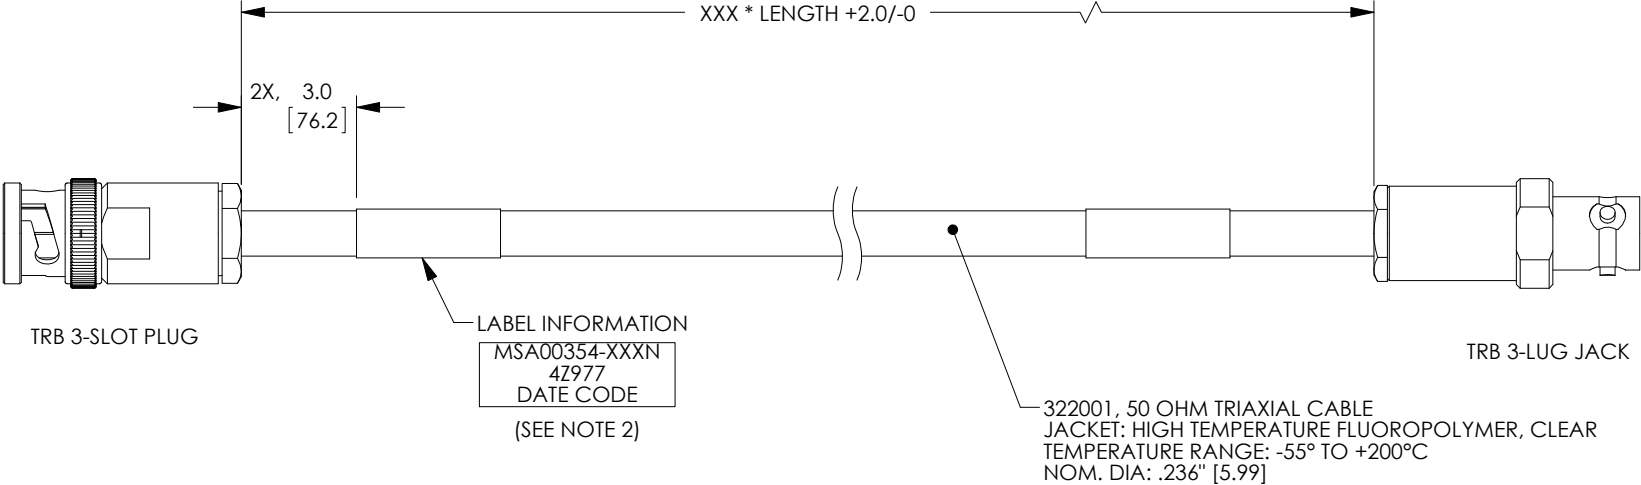 XXX * LENGTH +2.0/-0
2X, 3.0
[76.2]
TRB 3-SLOT PLUG
LABEL INFORMATION
MSA00354-XXXN
4Z977
DATE CODE
(SEE NOTE 2)
TRB 3-LUG JACK
322001, 50 OHM TRIAXIAL CABLE
JACKET: HIGH TEMPERATURE FLUOROPOLYMER, CLEAR
TEMPERATURE RANGE: -55° TO +200°C
NOM. DIA: .236" [5.99]